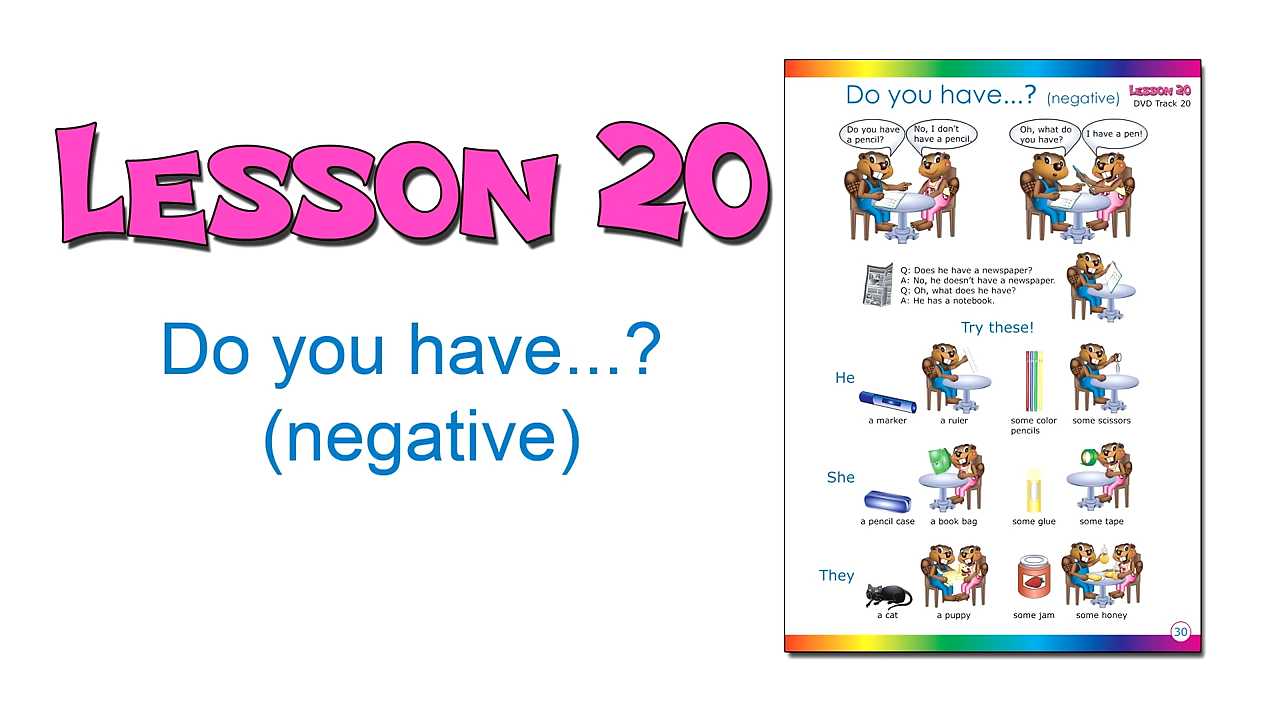 LESSON 20
Do you have...?
(negative)
Do you have...? (negative)
LESSON 20
DVD Track 20
Do you have
a pencil?
No, I don't
have a pencil.
Oh, what do
you have?
I have a pen!
Q: Does he have a newspaper?
A: No, he doesn't have a newspaper.
Q: Oh, what does he have?
A: He has a notebook.
Try these!
He
a marker
a ruler
some color
pencils
some scissors
She
a pencil case
a book bag
some glue
some tape
They
a cat
a puppy
some jam
some honey
30